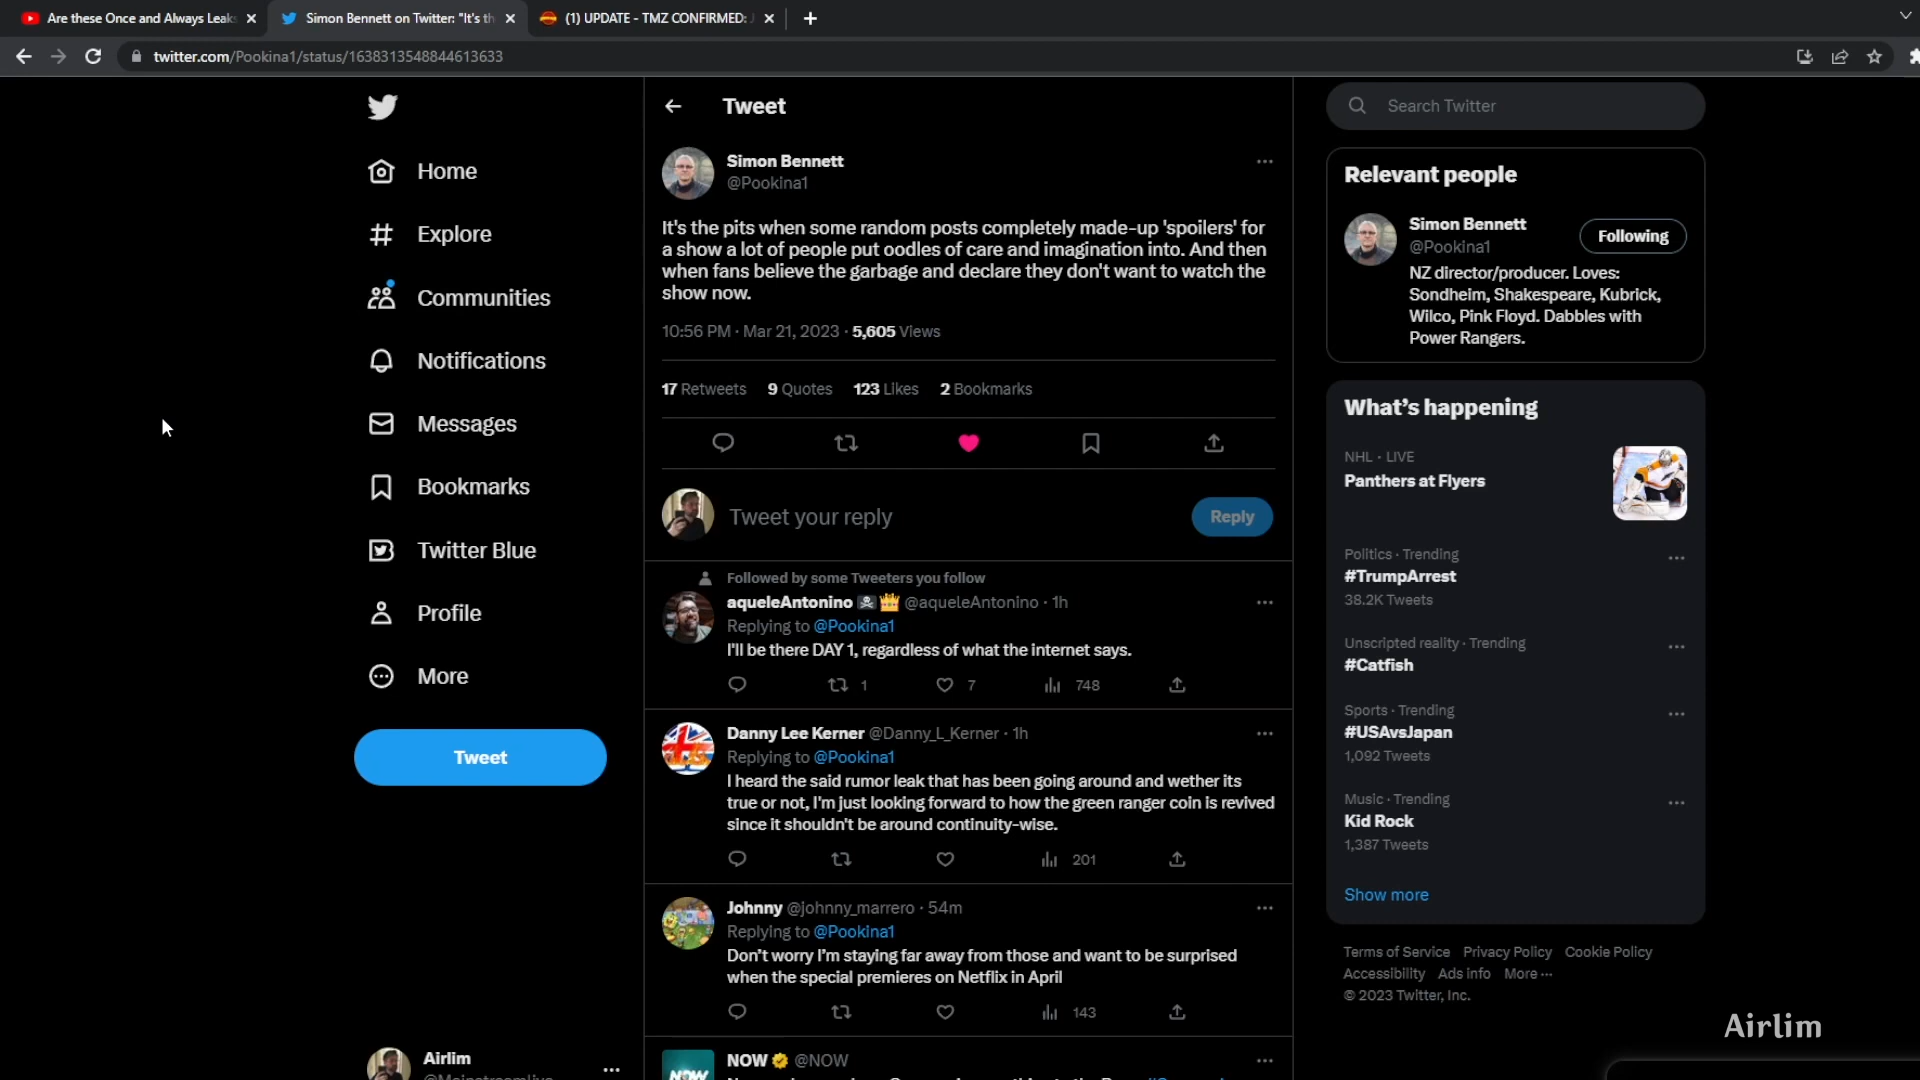 Are these Once and Always Leak
Simon Bennett on Twitter: "It's th
(1) UPDATE - TMZ CONFIRMED:
twitter.com/Pookina1/status/1638313548844613633
Home
Explore
Communities
Notifications
Messages
Bookmarks
Twitter Blue
Profile
More
Tweet
Airlim
Tweet
Simon Bennett
@Pookina1
It's the pits when some random posts completely made-up 'spoilers' for
a show a lot of people put oodles of care and imagination into. And then
when fans believe the garbage and declare they don't want to watch the
show now.
10:56 PM · Mar 21, 2023 · 5,605 Views
17 Retweets 9 Quotes 123 Likes 2 Bookmarks
Tweet your reply
Reply
Followed by some Tweeters you follow
aqueleAntonino @aqueleAntonino · 1h
Replying to @Pookina1
I'll be there DAY 1, regardless of what the internet says.
1 7 748
Danny Lee Kerner @Danny_L_Kerner · 1h
Replying to @Pookina1
I heard the said rumor leak that has been going around and wether its
true or not, I'm just looking forward to how the green ranger coin is revived
since it shouldn't be around continuity-wise.
201
Johnny @johnny_marrero · 54m
Replying to @Pookina1
Don't worry I'm staying far away from those and want to be surprised
when the special premieres on Netflix in April
143
NOW @NOW
NOW
Search Twitter
Relevant people
Simon Bennett
@Pookina1
Following
NZ director/producer. Loves:
Sondheim, Shakespeare, Kubrick,
Wilco, Pink Floyd. Dabbles with
Power Rangers.
What's happening
NHL · LIVE
Panthers at Flyers
Politics · Trending
#TrumpArrest
38.2K Tweets
Unscripted reality · Trending
#Catfish
Sports · Trending
#USAvsJapan
1,092 Tweets
Music · Trending
Kid Rock
1,387 Tweets
Show more
Terms of Service Privacy Policy Cookie Policy
Accessibility Ads info More ···
© 2023 Twitter, Inc.
Airlim